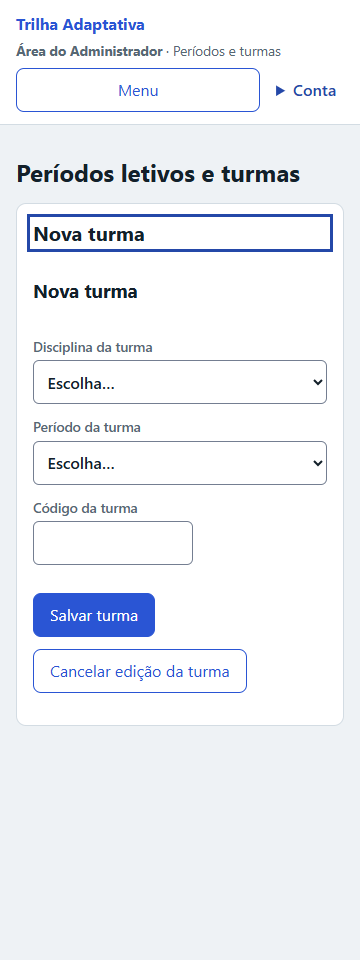 Trilha Adaptativa
Área do Administrador · Períodos e turmas
Menu
Conta
Períodos letivos e turmas
Nova turma
Nova turma
Disciplina da turma
Escolha...
Período da turma
Escolha...
Código da turma
Salvar turma
Cancelar edição da turma